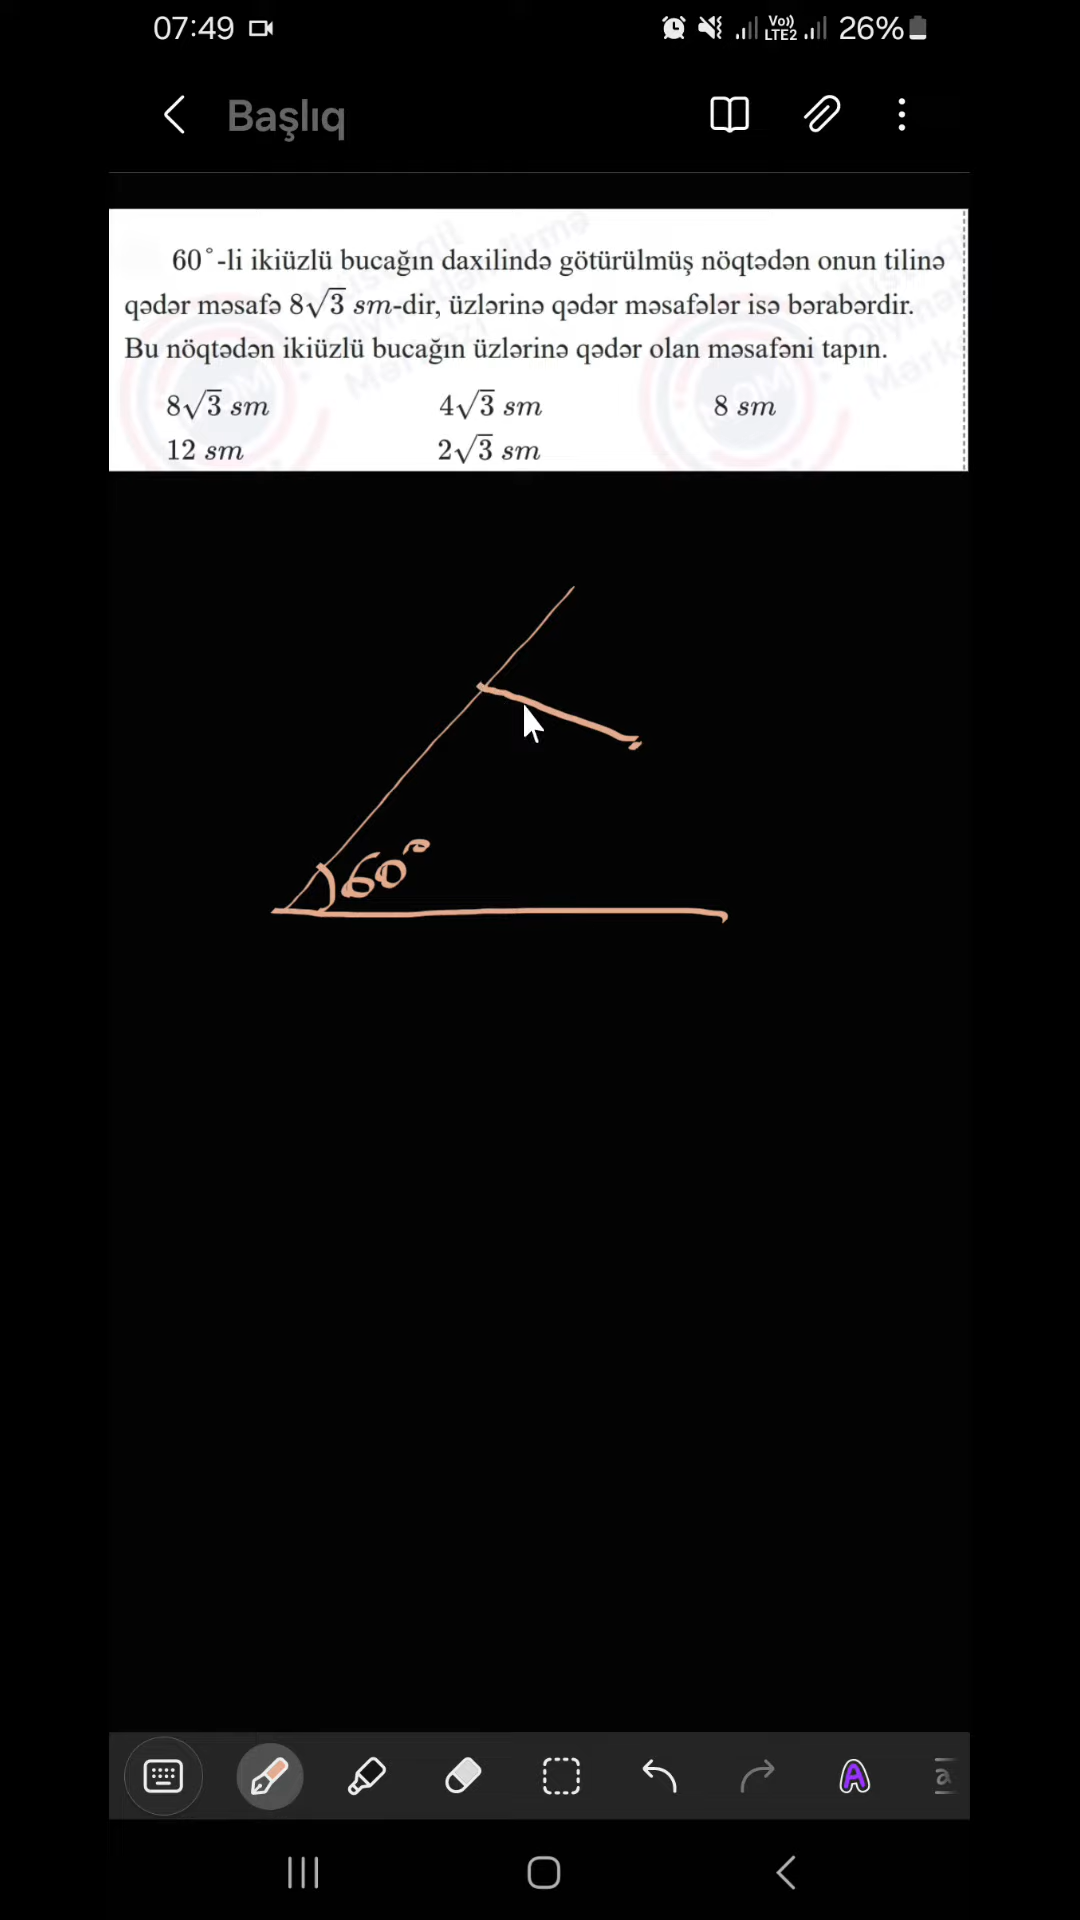 07:49 Vo)) LTE2 26%
Başlıq
60°-li ikiüzlü bucağın daxilində götürülmüş nöqtədən onun tilinə
qədər məsafə 8√3 sm-dir, üzlərinə qədər məsafələr isə bərabərdir.
Bu nöqtədən ikiüzlü bucağın üzlərinə qədər olan məsafəni tapın.
8√3 sm 4√3 sm 8 sm
12 sm 2√3 sm
60°
A a